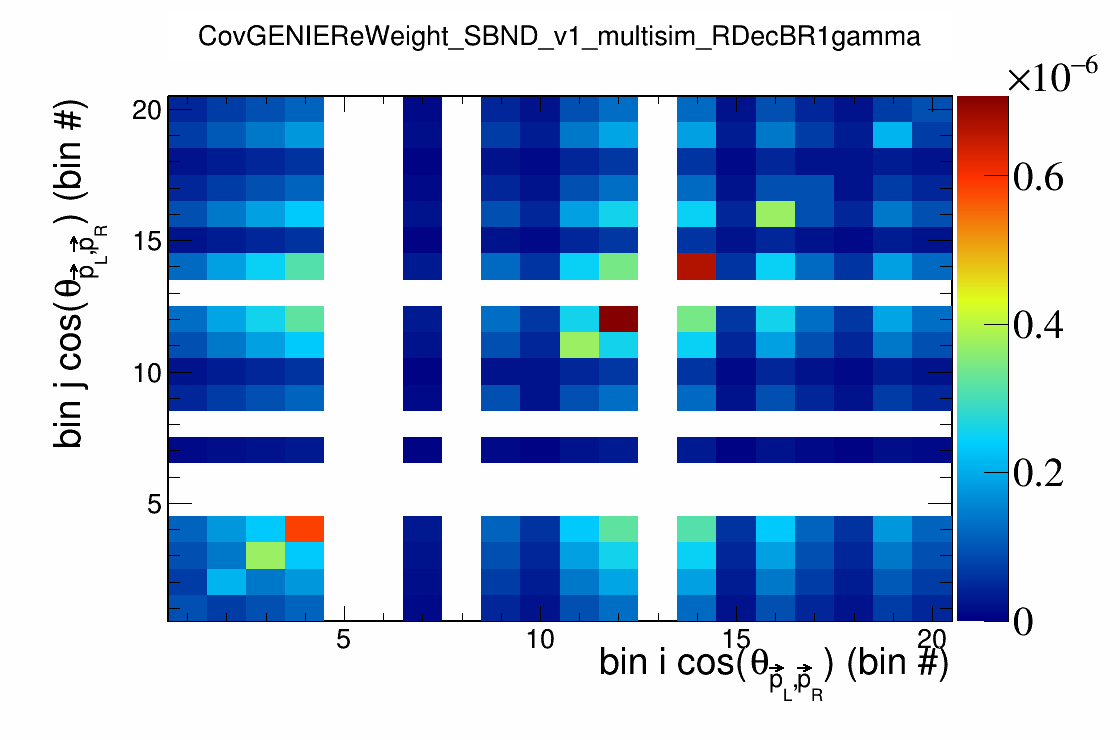 CovGENIEReWeight_SBND_v1_multisim_RDecBR1gamma
×10⁻⁶
bin j cos(θ_{p⃗_L,p⃗_R}) (bin #)
20
15
10
5
5 10 15 20
bin i cos(θ_{p⃗_L,p⃗_R}) (bin #)
0.6
0.4
0.2
0